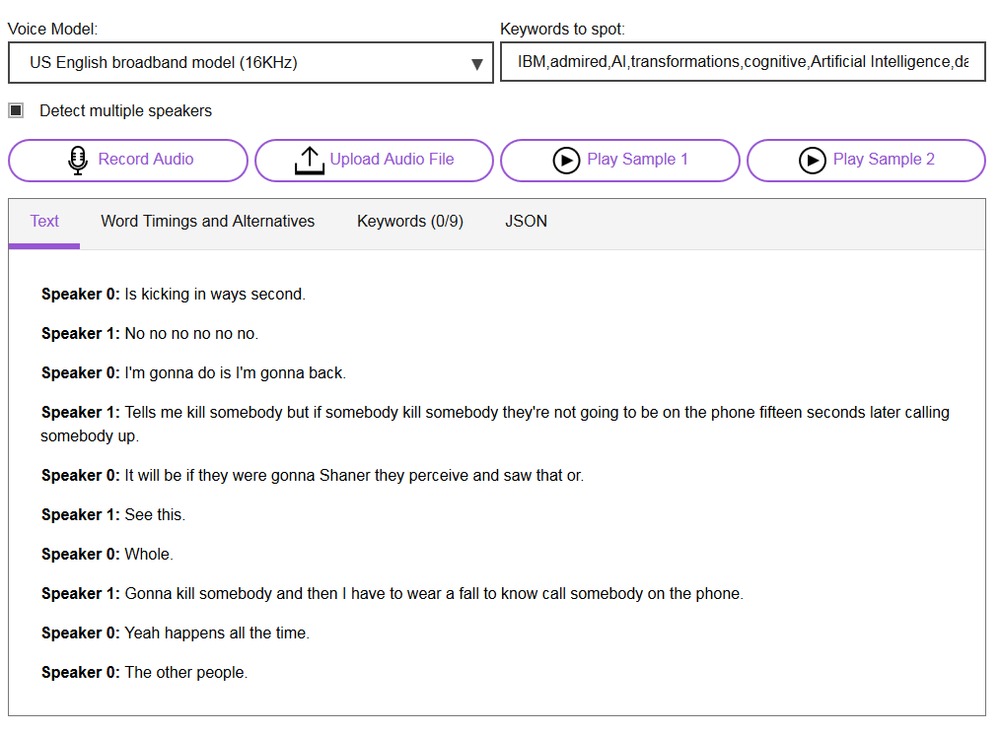 Voice Model:
Keywords to spot:
US English broadband model (16KHz)
IBM,admired,AI,transformations,cognitive,Artificial Intelligence,da
Detect multiple speakers
Record Audio
Upload Audio File
Play Sample 1
Play Sample 2
Text
Word Timings and Alternatives
Keywords (0/9)
JSON
Speaker 0: Is kicking in ways second.
Speaker 1: No no no no no no.
Speaker 0: I'm gonna do is I'm gonna back.
Speaker 1: Tells me kill somebody but if somebody kill somebody they're not going to be on the phone fifteen seconds later calling
somebody up.
Speaker 0: It will be if they were gonna Shaner they perceive and saw that or.
Speaker 1: See this.
Speaker 0: Whole.
Speaker 1: Gonna kill somebody and then I have to wear a fall to know call somebody on the phone.
Speaker 0: Yeah happens all the time.
Speaker 0: The other people.